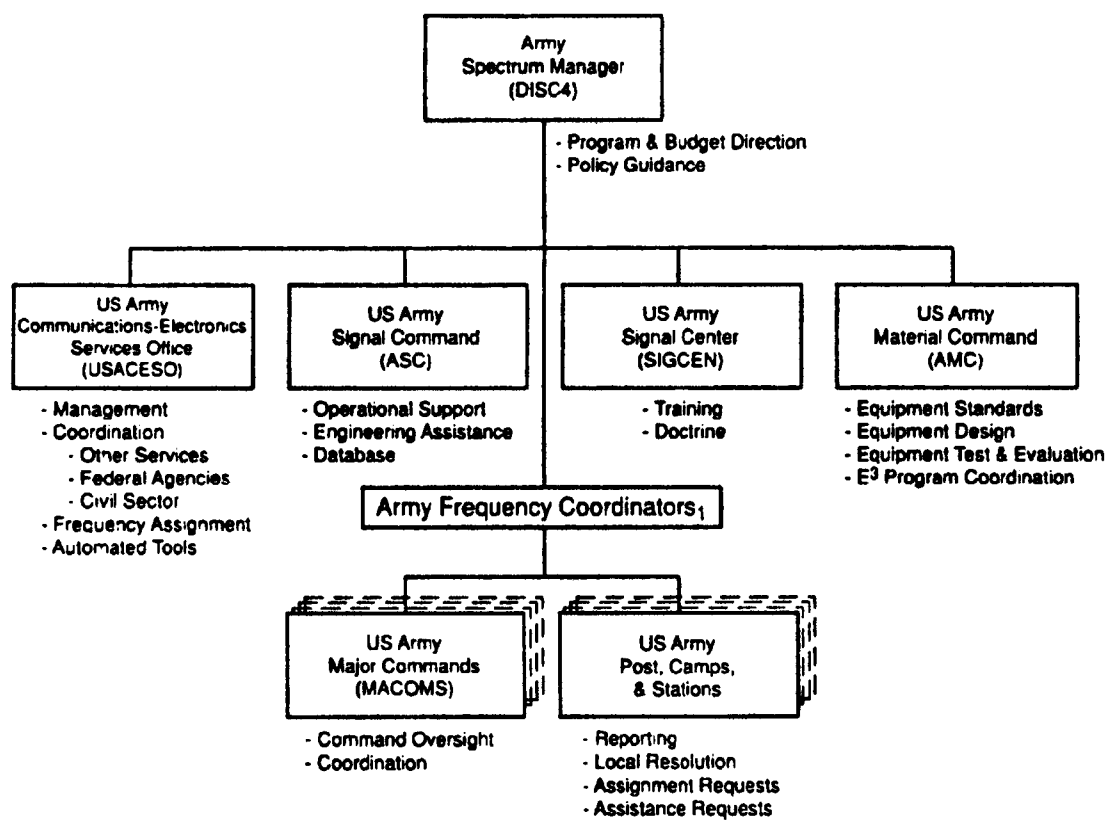 Army
Spectrum Manager
(DISC4)
- Program & Budget Direction
- Policy Guidance
US Army
Communications-Electronics
Services Office
(USACESO)
- Management
- Coordination
- Other Services
- Federal Agencies
- Civil Sector
- Frequency Assignment
- Automated Tools
US Army
Signal Command
(ASC)
- Operational Support
- Engineering Assistance
- Database
US Army
Signal Center
(SIGCEN)
- Training
- Doctrine
US Army
Material Command
(AMC)
- Equipment Standards
- Equipment Design
- Equipment Test & Evaluation
- E³ Program Coordination
Army Frequency Coordinators₁
US Army
Major Commands
(MACOMS)
- Command Oversight
- Coordination
US Army
Post, Camps,
& Stations
- Reporting
- Local Resolution
- Assignment Requests
- Assistance Requests